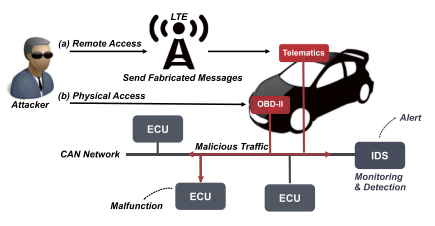 LTE
(a) Remote Access
Telematics
Send Fabricated Messages
Attacker
(b) Physical Access
OBD-II
ECU
Alert
Malicious Traffic
CAN Network
IDS
Monitoring
& Detection
ECU
ECU
Malfunction